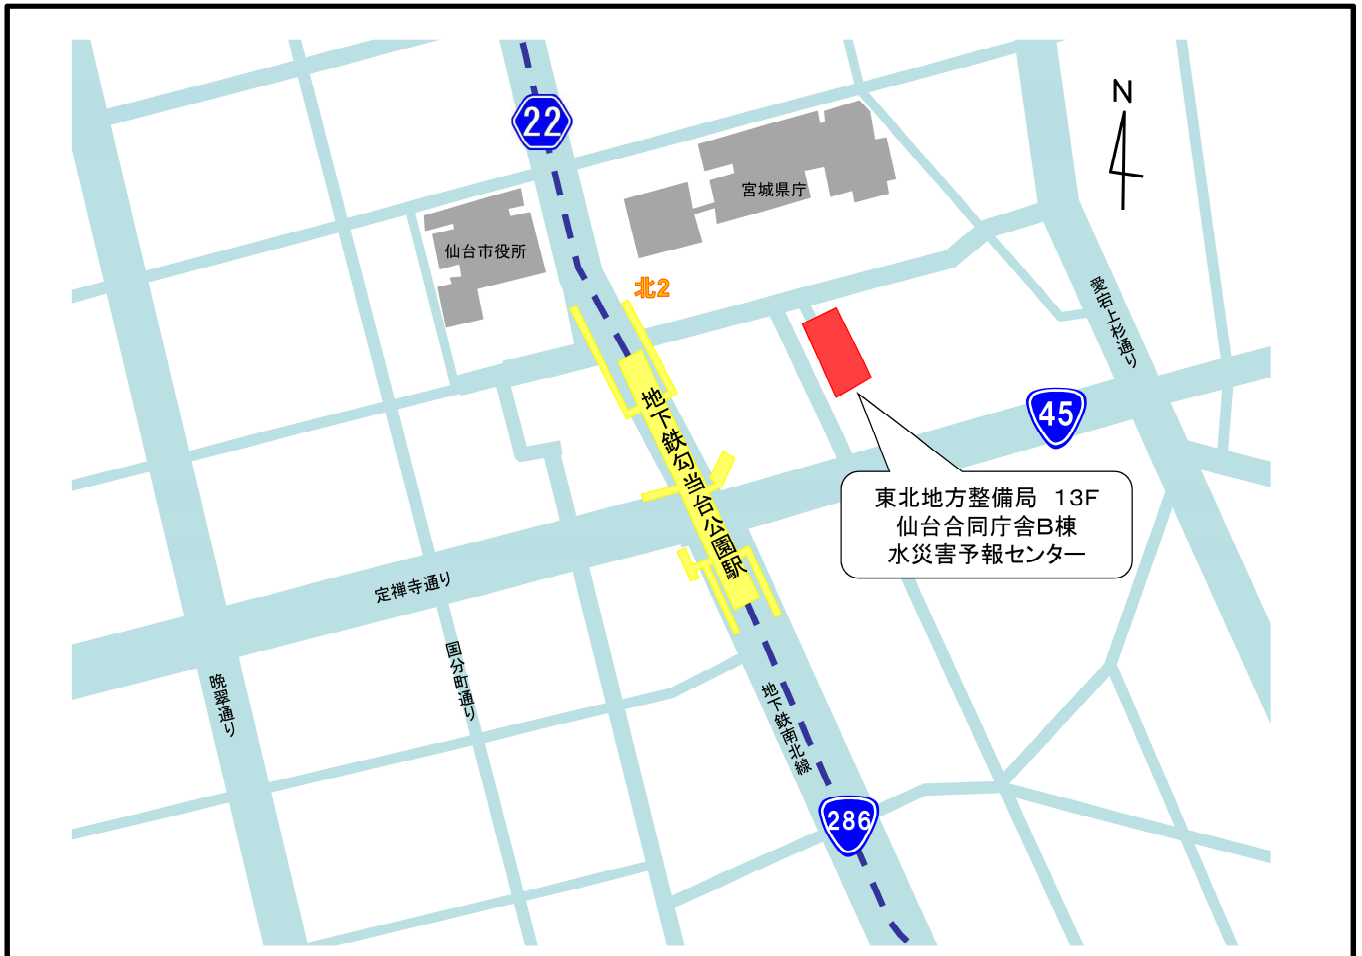 N
22
宮城県庁
仙台市役所
北2
愛宕上杉通り
地下鉄勾当台公園駅
45
東北地方整備局 13F
仙台合同庁舎B棟
水災害予報センター
定禅寺通り
国分町通り
晩翠通り
地下鉄南北線
286